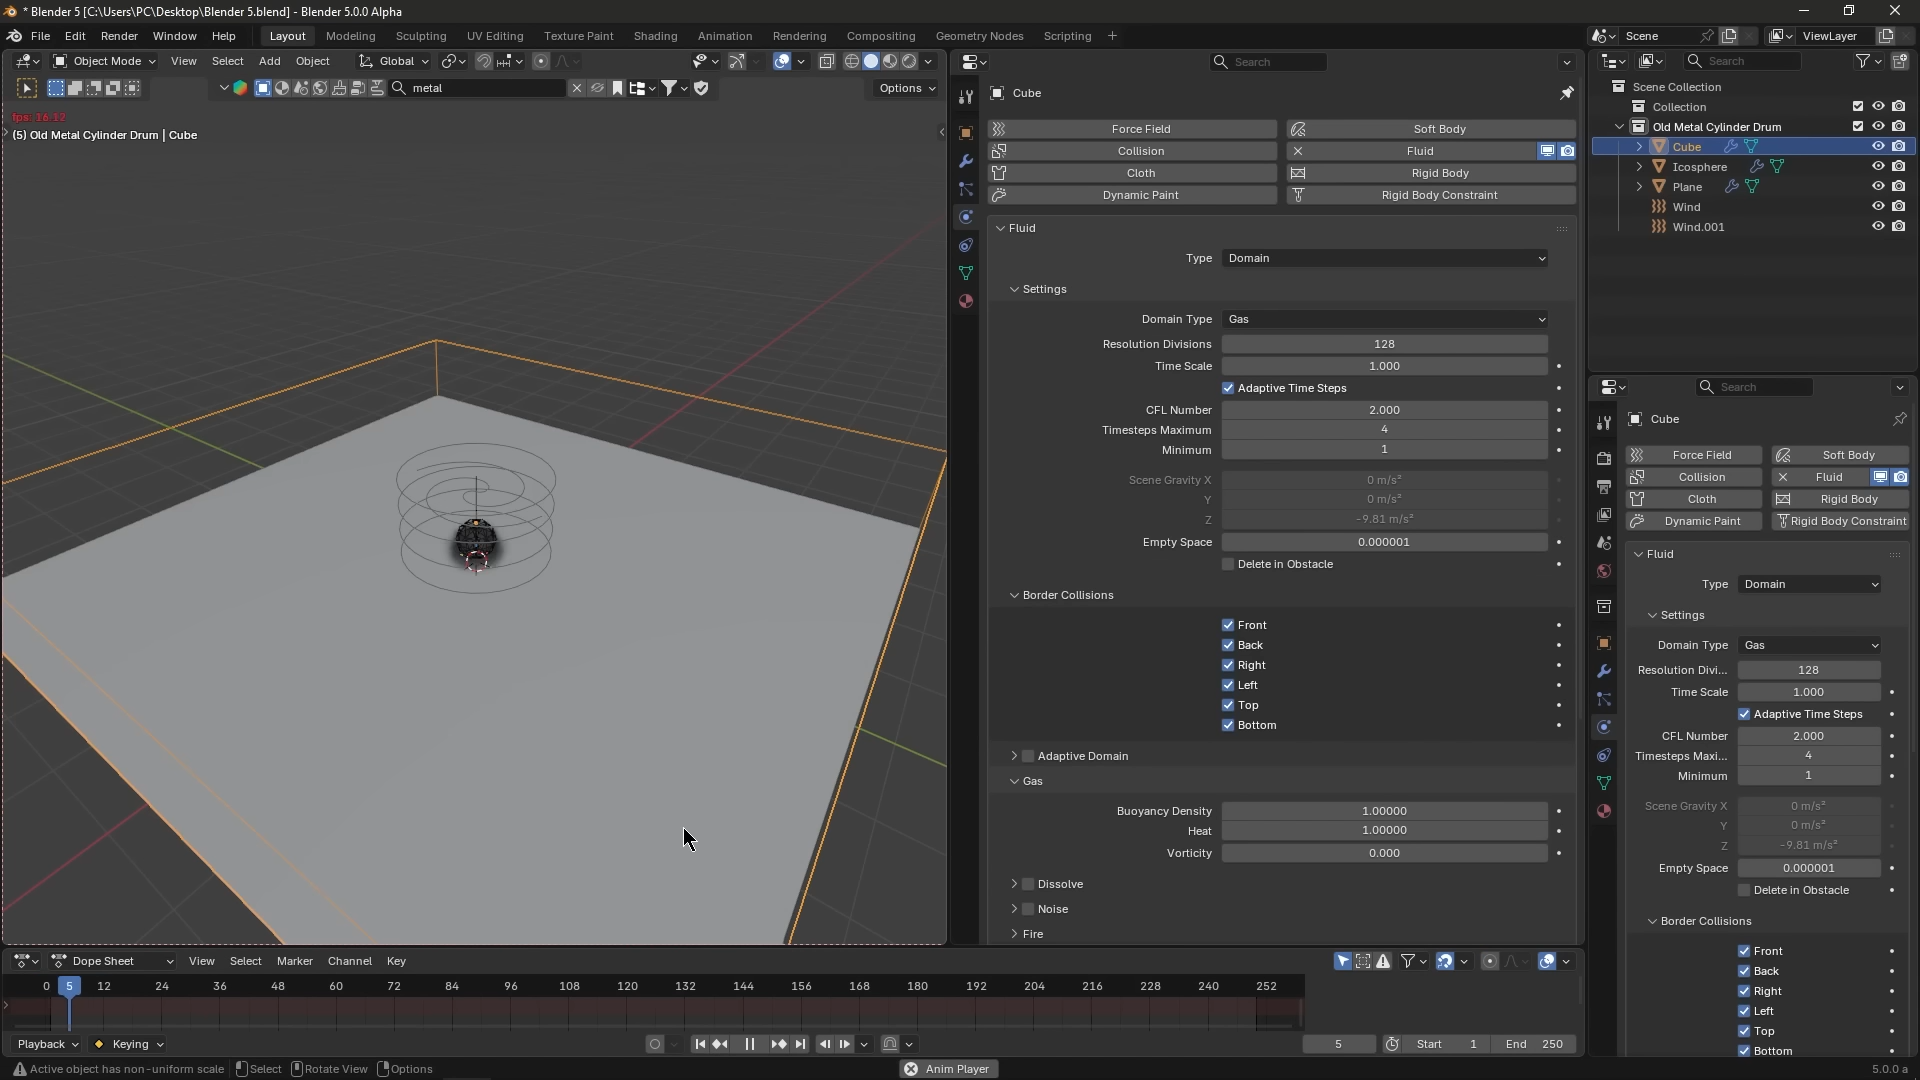 * Blender 5 [C:\Users\PC\Desktop\Blender 5.blend] - Blender 5.0.0 Alpha
File Edit Render Window Help Layout Modeling Sculpting UV Editing Texture Paint Shading Animation Rendering Compositing Geometry Nodes Scripting + Scene ViewLayer
Object Mode View Select Add Object Global
metal Options
fps: 16.12
(5) Old Metal Cylinder Drum | Cube
Search
Cube
Force Field Soft Body
Collision Fluid
Cloth Rigid Body
Dynamic Paint Rigid Body Constraint
Fluid
Type Domain
Settings
Domain Type Gas
Resolution Divisions 128
Time Scale 1.000
Adaptive Time Steps
CFL Number 2.000
Timesteps Maximum 4
Minimum 1
Scene Gravity X 0 m/s²
Y 0 m/s²
Z -9.81 m/s²
Empty Space 0.000001
Delete in Obstacle
Border Collisions
Front
Back
Right
Left
Top
Bottom
Adaptive Domain
Gas
Buoyancy Density 1.00000
Heat 1.00000
Vorticity 0.000
Dissolve
Noise
Fire
Search
Scene Collection
Collection
Old Metal Cylinder Drum
Cube
Icosphere
Plane
Wind
Wind.001
Search
Cube
Force Field Soft Body
Collision Fluid
Cloth Rigid Body
Dynamic Paint Rigid Body Constraint
Fluid
Type Domain
Settings
Domain Type Gas
Resolution Divi... 128
Time Scale 1.000
Adaptive Time Steps
CFL Number 2.000
Timesteps Maxi... 4
Minimum 1
Scene Gravity X 0 m/s²
Y 0 m/s²
Z -9.81 m/s²
Empty Space 0.000001
Delete in Obstacle
Border Collisions
Front
Back
Right
Left
Top
Bottom
Dope Sheet View Select Marker Channel Key
0 5 12 24 36 48 60 72 84 96 108 120 132 144 156 168 180 192 204 216 228 240 252
Playback Keying 5 Start 1 End 250
Active object has non-uniform scale Select Rotate View Options Anim Player 5.0.0 a